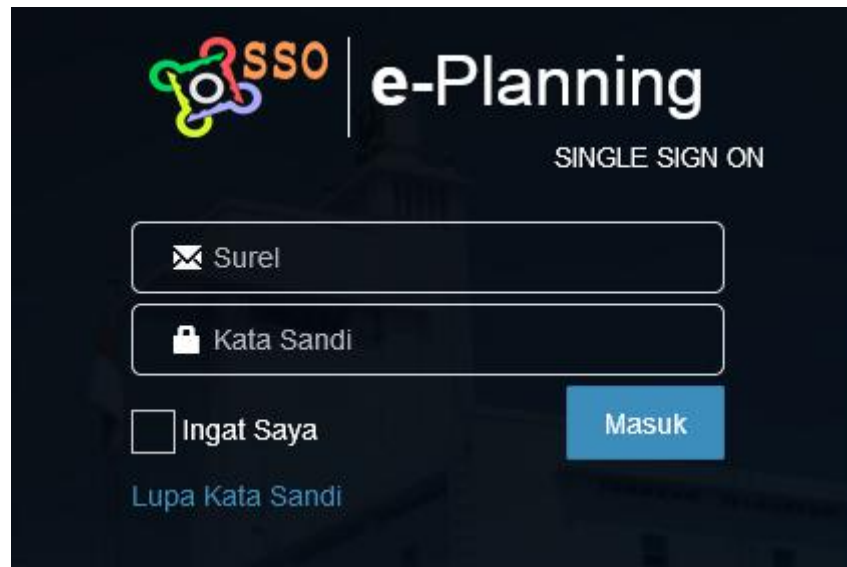 SSO
e-Planning
SINGLE SIGN ON
Surel
Kata Sandi
Ingat Saya
Masuk
Lupa Kata Sandi